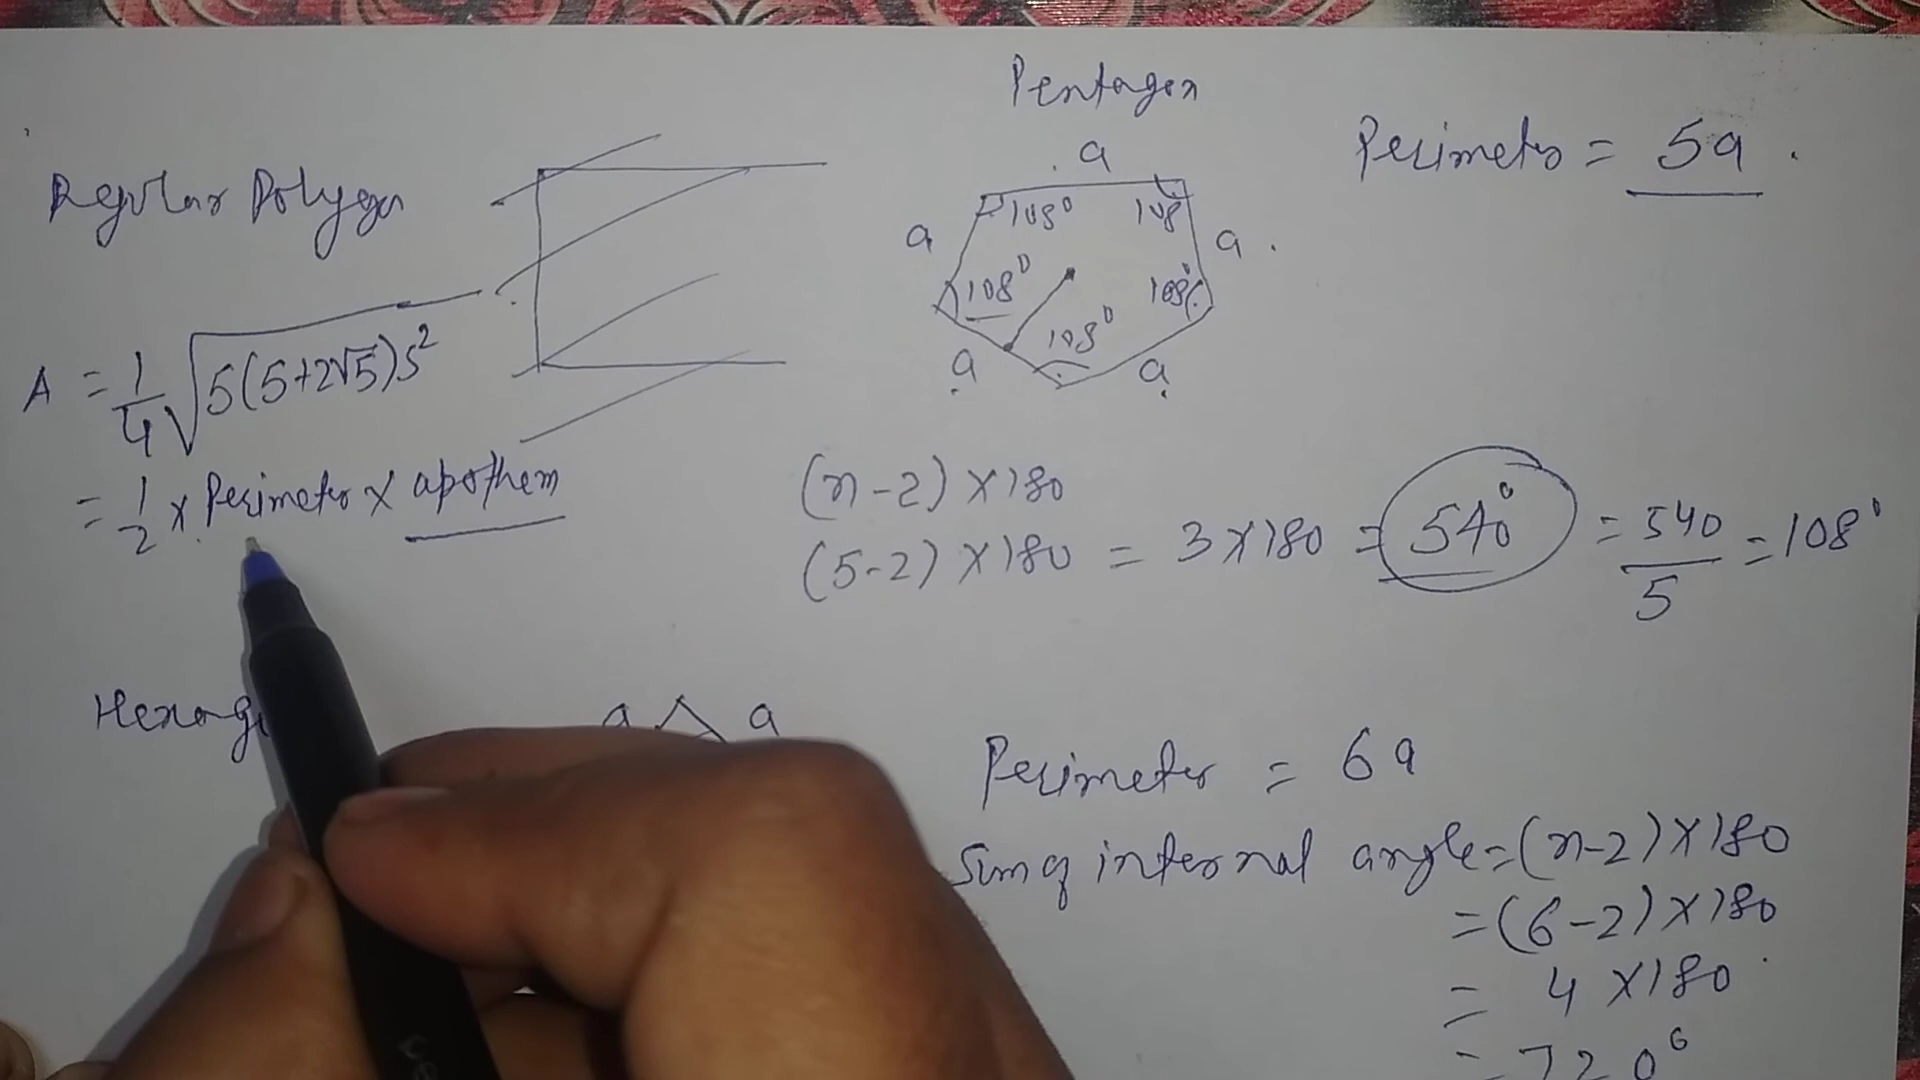 Pentagon
Regular Polygon
a
Perimeter = 5a
a
108°
108
a
108°
108°
108°
a
a
A = 1/4 √5(5+2√5)s²
= 1/2 × Perimeter × apothem
(n-2) × 180
(5-2) × 180 = 3 × 180 = 540° = 540/5 = 108°
a
a
Perimeter = 6a
Sum of internal angle = (n-2) × 180
= (6-2) × 180
= 4 × 180
= 720°